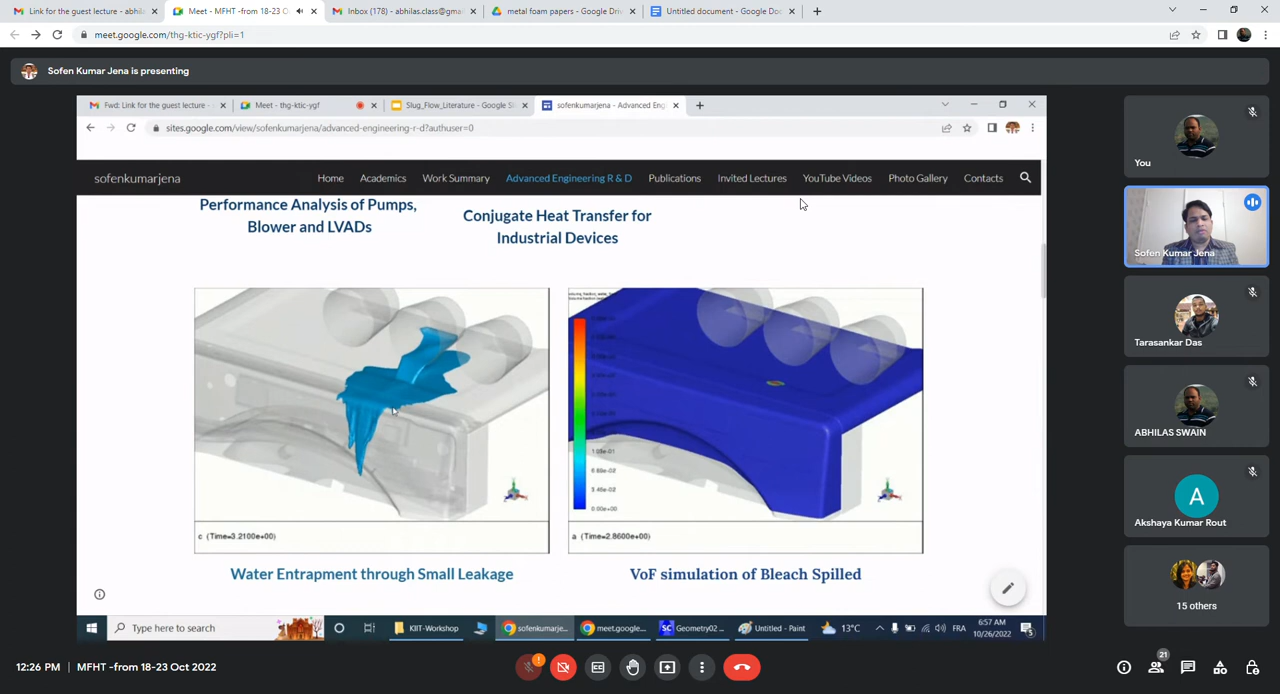 Link for the guest lecture - abhila
Meet - MFHT -from 18-23 O
Inbox (178) - abhilas.class@gmai
metal foam papers - Google Driv
Untitled document - Google Doc
meet.google.com/thg-ktic-ygf?pli=1
Sofen Kumar Jena is presenting
Fwd: Link for the guest lecture -
Meet - thg-ktic-ygf
Slug_Flow_Literature - Google Sl
sofenkumarjena - Advanced Eng
sites.google.com/view/sofenkumarjena/advanced-engineering-r-d?authuser=0
sofenkumarjena
Home
Academics
Work Summary
Advanced Engineering R & D
Publications
Invited Lectures
YouTube Videos
Photo Gallery
Contacts
Performance Analysis of Pumps,
Blower and LVADs
Conjugate Heat Transfer for
Industrial Devices
0.00e+00
c (Time=3.2100e+00)
a (Time=2.8600e+00)
Water Entrapment through Small Leakage
VoF simulation of Bleach Spilled
Type here to search
KIIT-Workshop
sofenkumarje...
meet.google....
SC
Geometry02 ...
Untitled - Paint
13°C
FRA
6:57 AM
10/26/2022
5
You
Sofen Kumar Jena
Tarasankar Das
ABHILAS SWAIN
A
Akshaya Kumar Rout
15 others
12:26 PM | MFHT -from 18-23 Oct 2022
21